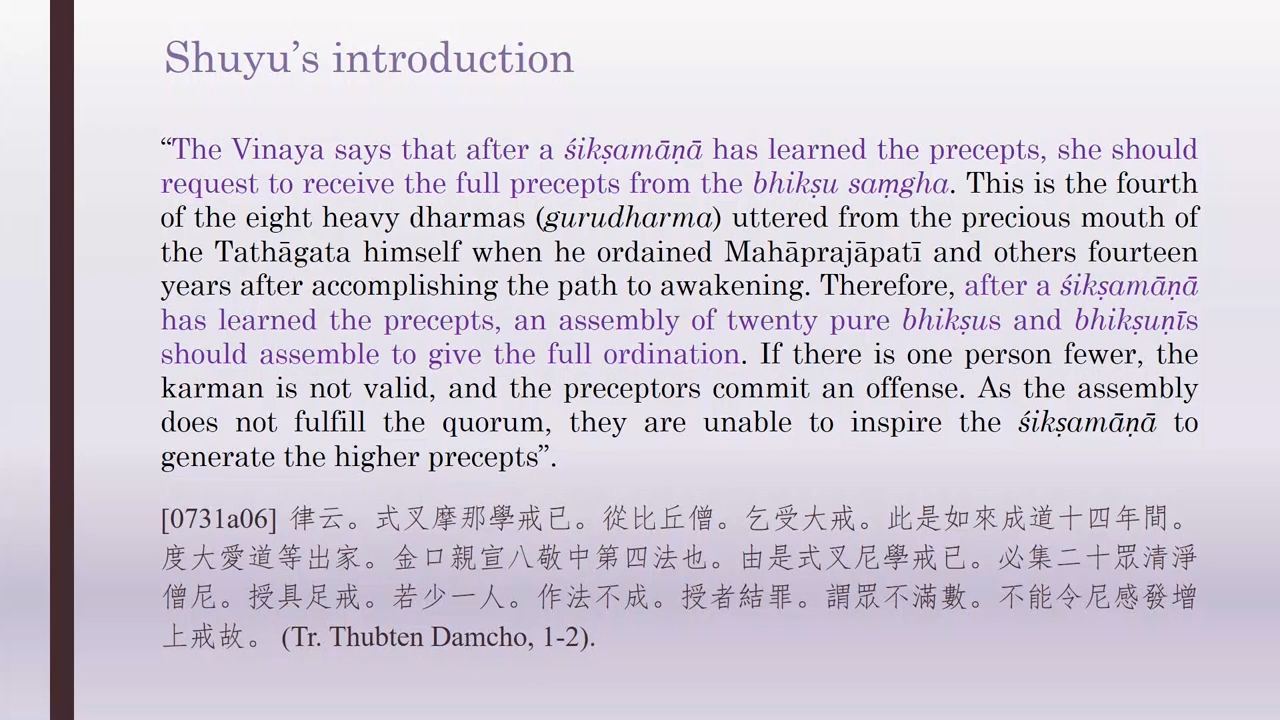 Shuyu’s introduction
“The Vinaya says that after a śikṣamāṇā has learned the precepts, she should
request to receive the full precepts from the bhikṣu saṃgha. This is the fourth
of the eight heavy dharmas (gurudharma) uttered from the precious mouth of
the Tathāgata himself when he ordained Mahāprajāpatī and others fourteen
years after accomplishing the path to awakening. Therefore, after a śikṣamāṇā
has learned the precepts, an assembly of twenty pure bhikṣus and bhikṣuṇīs
should assemble to give the full ordination. If there is one person fewer, the
karman is not valid, and the preceptors commit an offense. As the assembly
does not fulfill the quorum, they are unable to inspire the śikṣamāṇā to
generate the higher precepts”.
[0731a06] 律云。式叉摩那學戒已。從比丘僧。乞受大戒。此是如來成道十四年間。
度大愛道等出家。金口親宣八敬中第四法也。由是式叉尼學戒已。必集二十眾清淨
僧尼。授具足戒。若少一人。作法不成。授者結罪。謂眾不滿數。不能令尼感發增
上戒故。 (Tr. Thubten Damcho, 1-2).